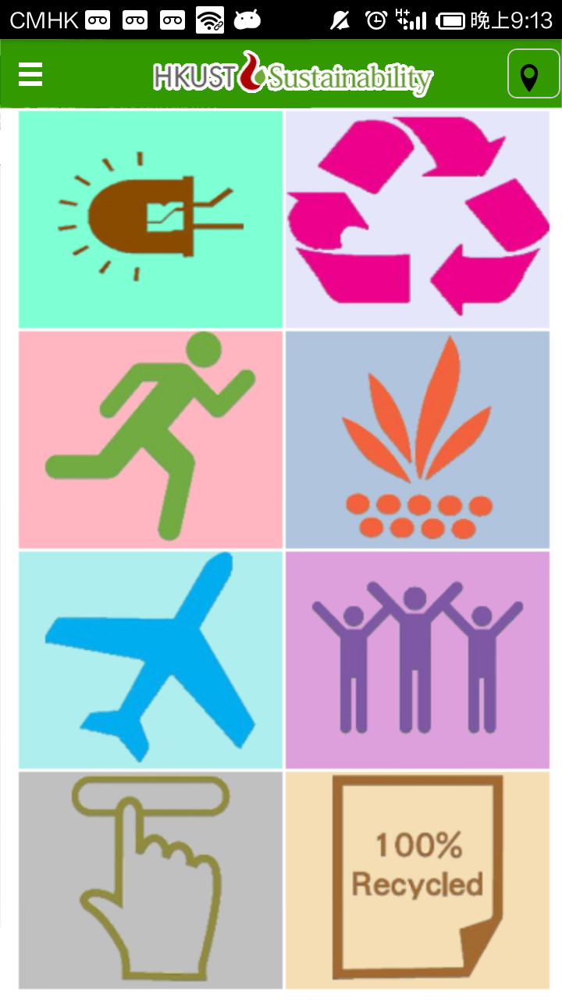 CMHK H+ 晚上9:13
HKUST Sustainability
100%
Recycled